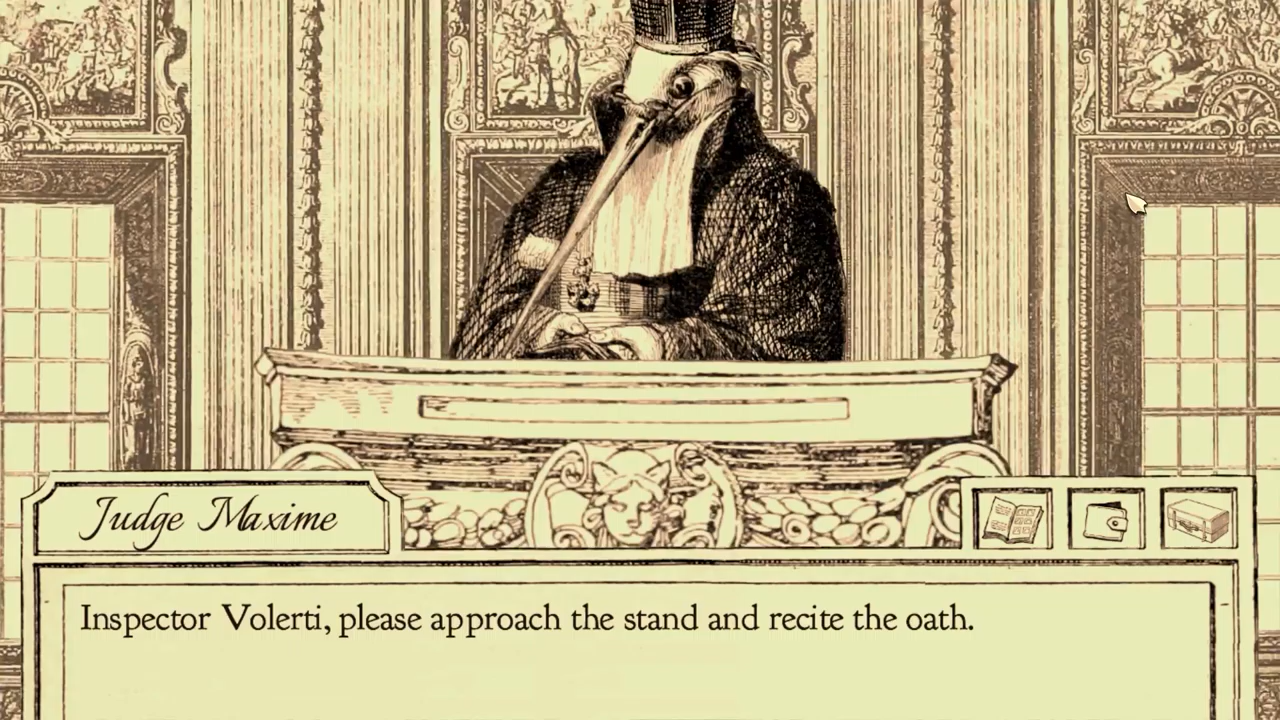 Judge Maxime
Inspector Volerti, please approach the stand and recite the oath.